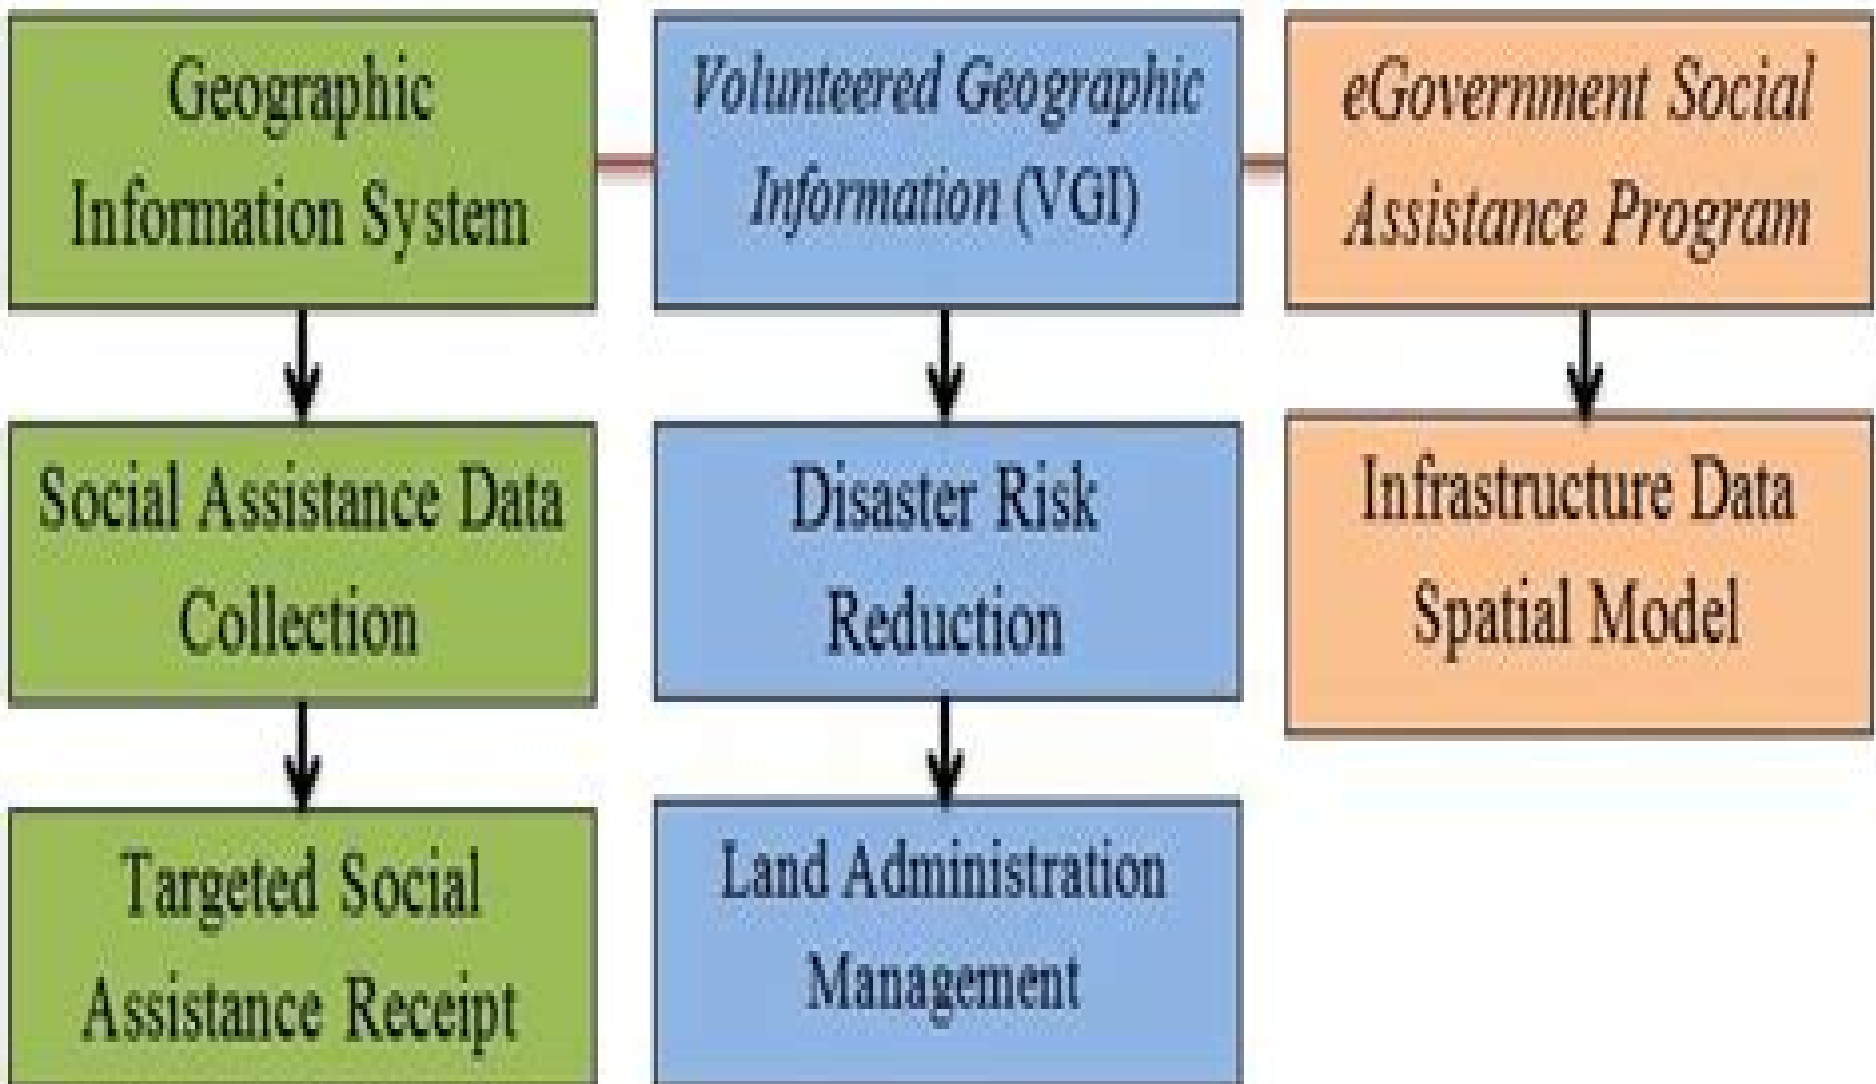 Geographic
Information System
Volunteered Geographic
Information (VGI)
eGovernment Social
Assistance Program
Social Assistance Data
Collection
Disaster Risk
Reduction
Infrastructure Data
Spatial Model
Targeted Social
Assistance Receipt
Land Administration
Management